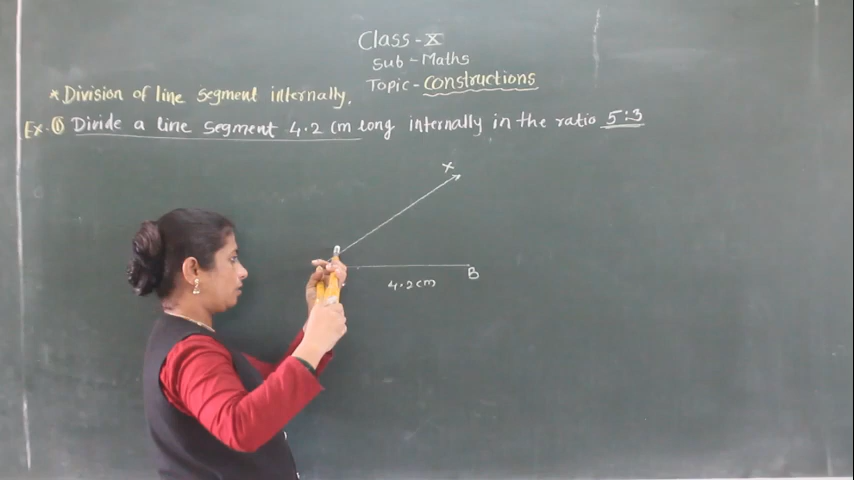 Class - X
Sub - Maths
Topic - Constructions
* Division of line segment internally.
Ex. ① Divide a line segment 4.2 cm long internally in the ratio 5:3
X
B
4.2 cm